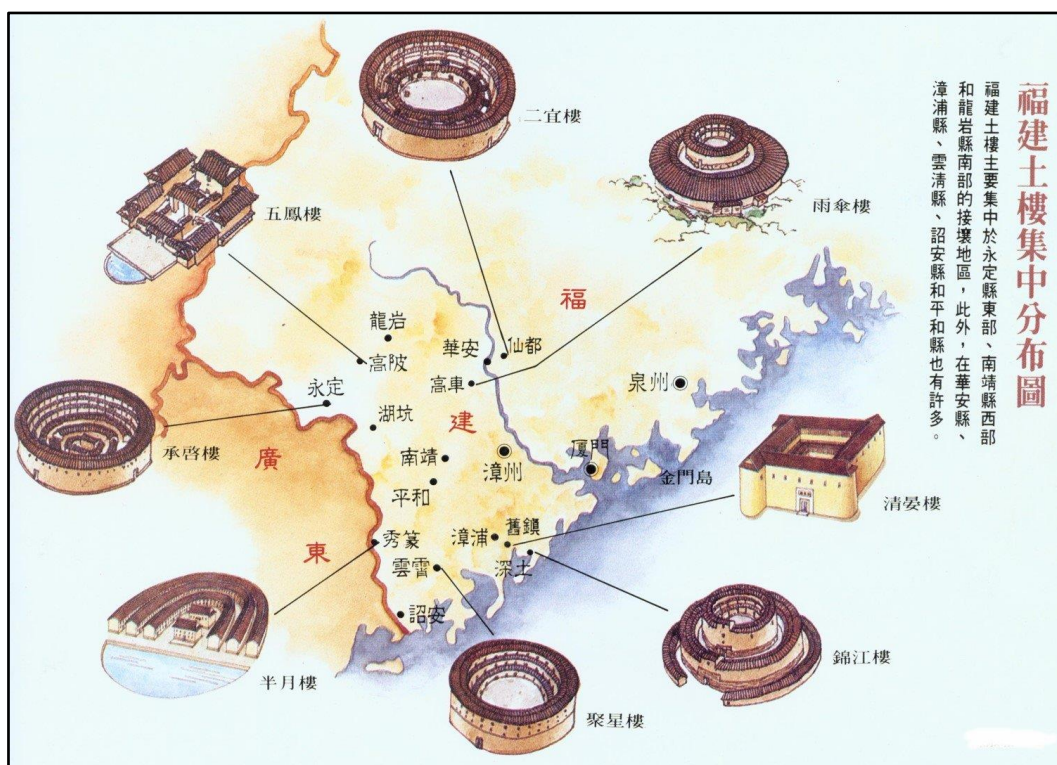 福建土樓集中分布圖
福建土樓主要集中於永定縣東部、南靖縣西部
和龍岩縣南部的接壤地區，此外，在華安縣、
漳浦縣、雲淸縣、詔安縣和平和縣也有許多。
二宜樓
雨傘樓
五鳳樓
福
龍岩
華安
仙都
高陂
高車
泉州
永定
湖坑
建
承啓樓
廣
南靖
漳州
厦門
金門島
平和
清晏樓
東
秀篆
漳浦
舊鎮
雲霄
深土
詔安
半月樓
聚星樓
錦江樓